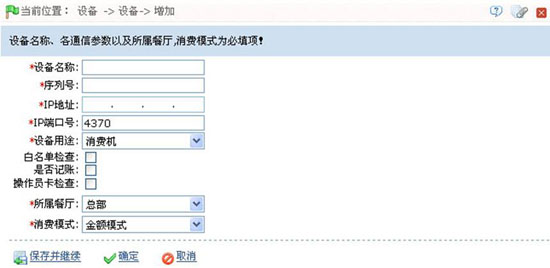 当前位置： 设备 -> 设备-> 增加
设备名称、各通信参数以及所属餐厅,消费模式为必填项!
*设备名称:
*序列号:
*IP地址: . . .
*IP端口号: 4370
*设备用途: 消费机
白名单检查:
是否记账:
操作员卡检查:
*所属餐厅: 总部
*消费模式: 金额模式
保存并继续 确定 取消